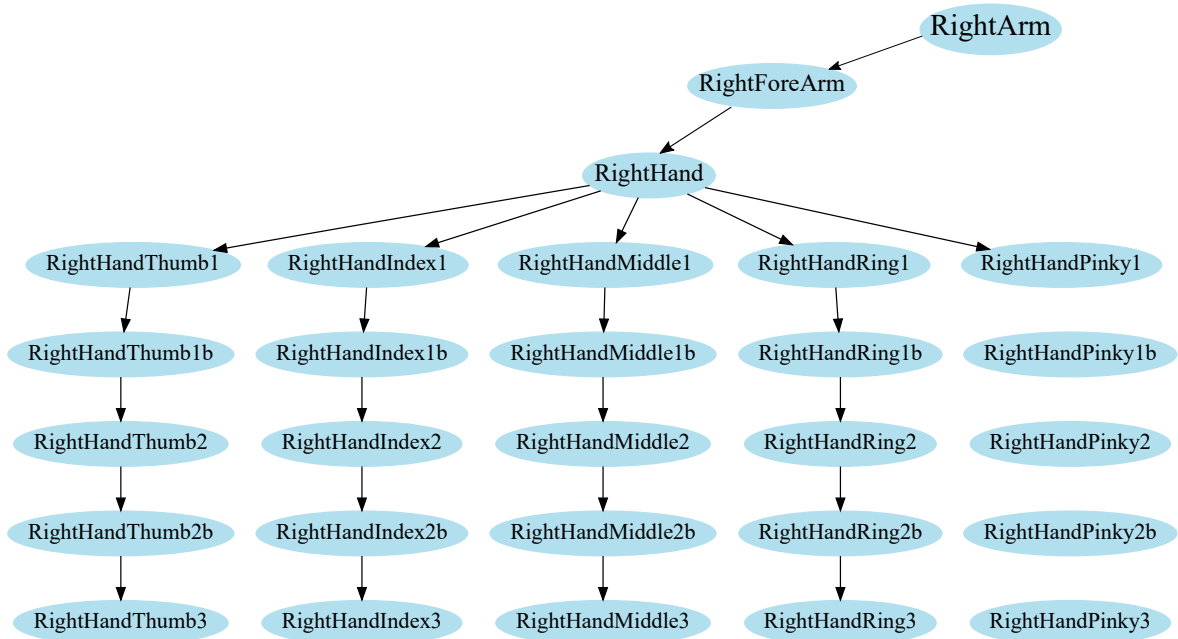 RightArm
RightForeArm
RightHand
RightHandThumb1 RightHandIndex1 RightHandMiddle1 RightHandRing1 RightHandPinky1
RightHandThumb1b RightHandIndex1b RightHandMiddle1b RightHandRing1b RightHandPinky1b
RightHandThumb2 RightHandIndex2 RightHandMiddle2 RightHandRing2 RightHandPinky2
RightHandThumb2b RightHandIndex2b RightHandMiddle2b RightHandRing2b RightHandPinky2b
RightHandThumb3 RightHandIndex3 RightHandMiddle3 RightHandRing3 RightHandPinky3